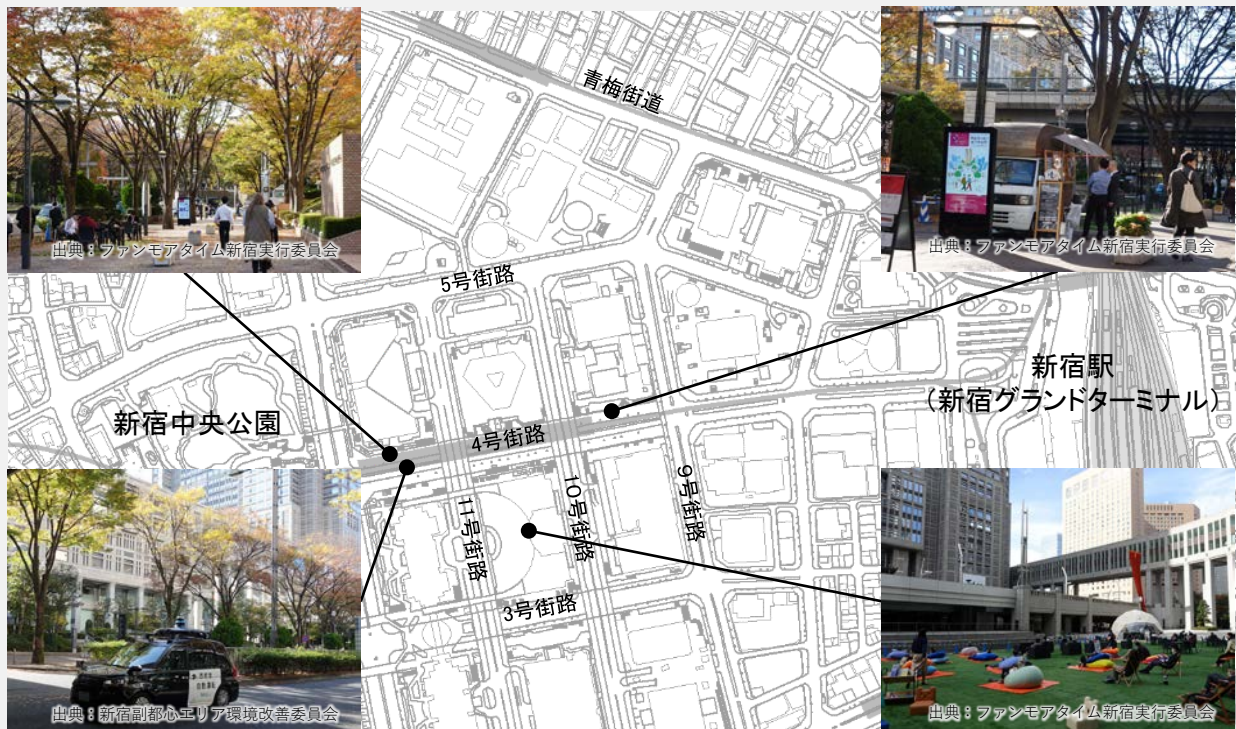 出典：ファンモアタイム新宿実行委員会
青梅街道
出典：ファンモアタイム新宿実行委員会
5号街路
新宿駅
（新宿グランドターミナル）
新宿中央公園
4号街路
9号街路
10号街路
11号街路
3号街路
自動運転
出典：新宿副都心エリア環境改善委員会
出典：ファンモアタイム新宿実行委員会